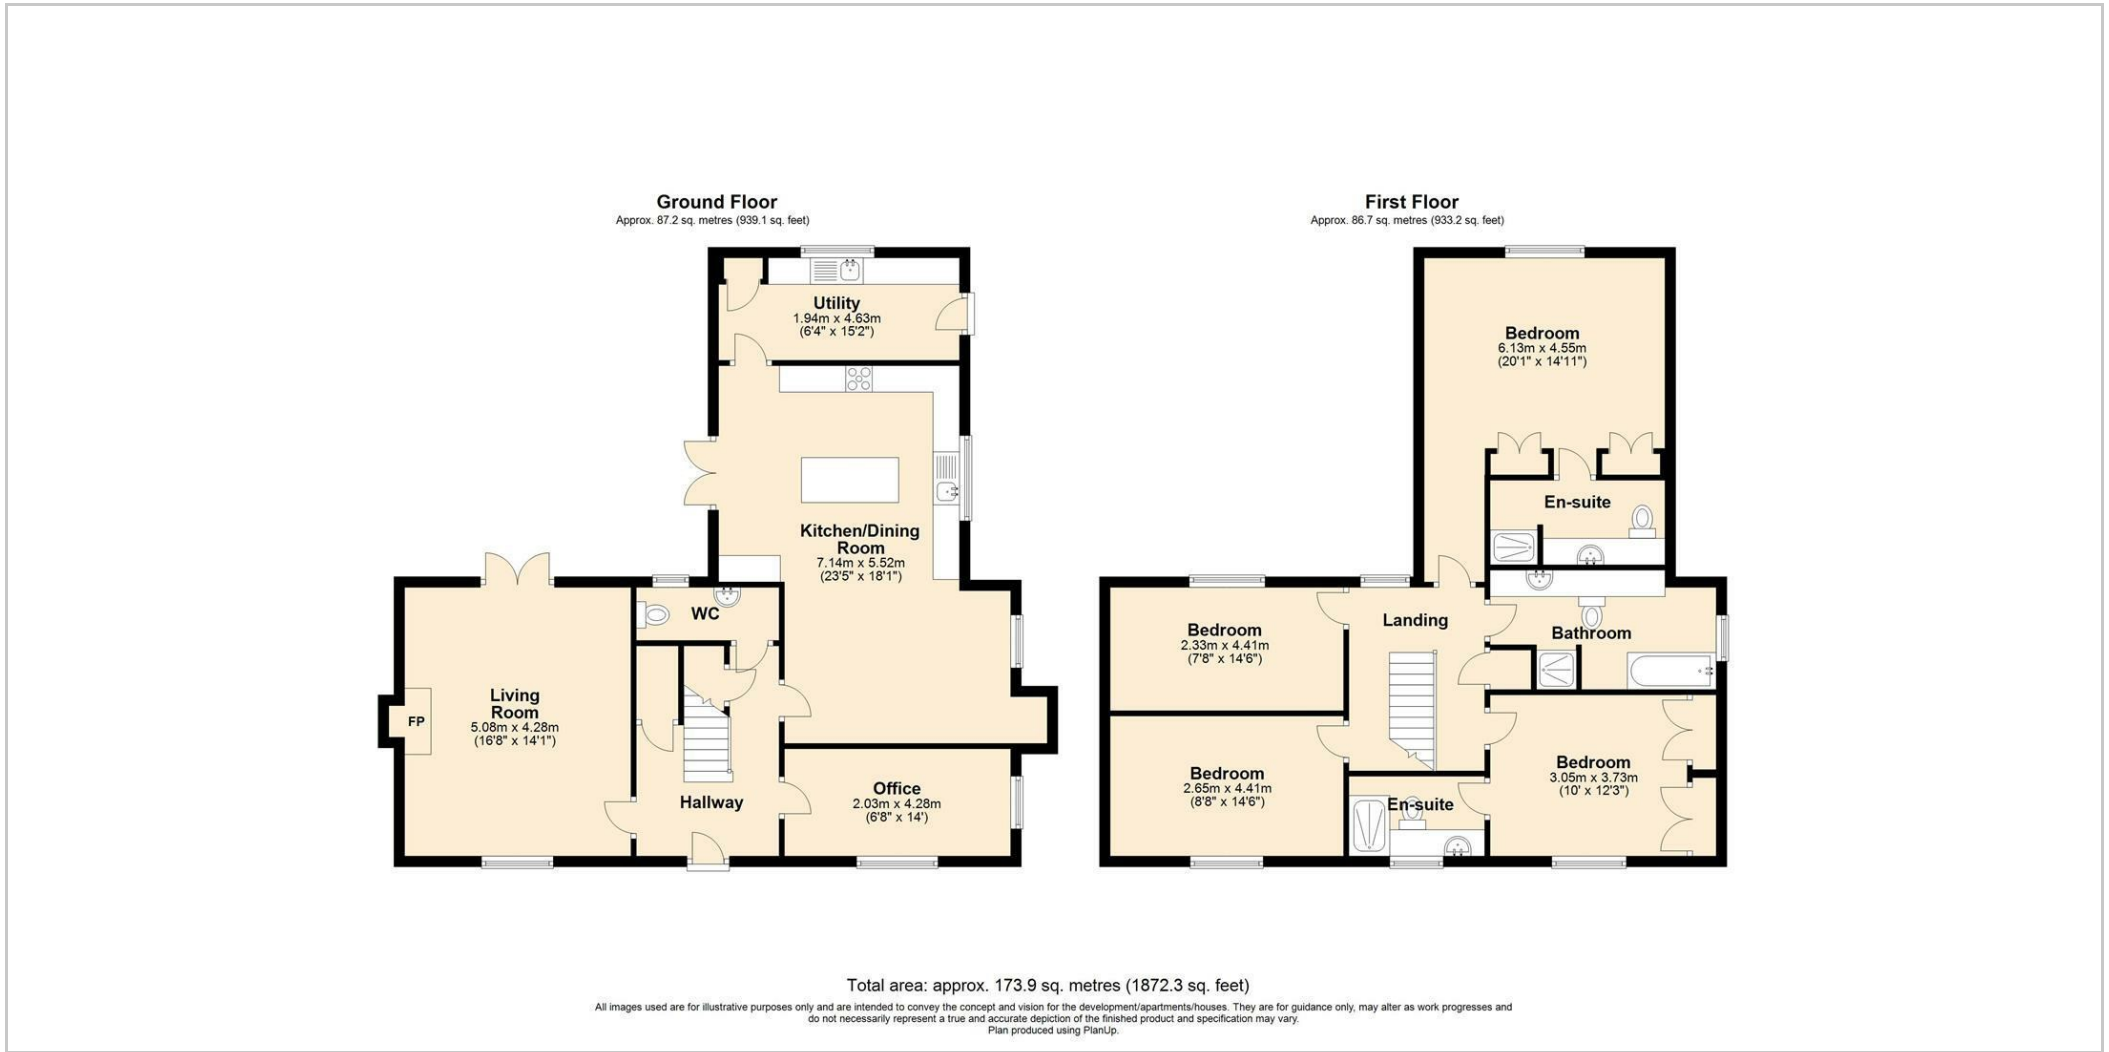 Ground Floor
Approx. 87.2 sq. metres (939.1 sq. feet)
Utility
1.94m x 4.63m
(6'4" x 15'2")
Kitchen/Dining
Room
7.14m x 5.52m
(23'5" x 18'1")
WC
Living
Room
5.08m x 4.28m
(16'8" x 14'1")
FP
Hallway
Office
2.03m x 4.28m
(6'8" x 14')
First Floor
Approx. 86.7 sq. metres (933.2 sq. feet)
Bedroom
6.13m x 4.55m
(20'1" x 14'11")
En-suite
Landing
Bedroom
2.33m x 4.41m
(7'8" x 14'6")
Bathroom
Bedroom
2.65m x 4.41m
(8'8" x 14'6")
En-suite
Bedroom
3.05m x 3.73m
(10' x 12'3")
Total area: approx. 173.9 sq. metres (1872.3 sq. feet)
All images used are for illustrative purposes only and are intended to convey the concept and vision for the development/apartments/houses. They are for guidance only, may alter as work progresses and
do not necessarily represent a true and accurate depiction of the finished product and specification may vary.
Plan produced using PlanUp.